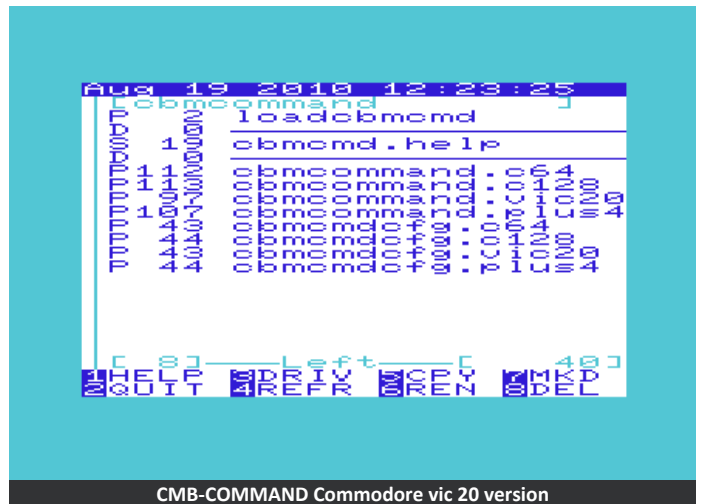 Aug 19 2010 12:23:25
[cbmcommand ]
P 2 loadcbmcmd
D 0
S 19 cbmcmd.help
D 0
P112 cbmcommand.c64
P113 cbmcommand.c128
P 97 cbmcommand.vic20
P107 cbmcommand.plus4
P 43 cbmcmdcfg.c64
P 44 cbmcmdcfg.c128
P 43 cbmcmdcfg.vic20
P 44 cbmcmdcfg.plus4
[ 8] Left [ 40]
1HELP 3DRIV 5CPY 7MKD
2QUIT 4REFR 6REN 8DEL
CMB-COMMAND Commodore vic 20 version